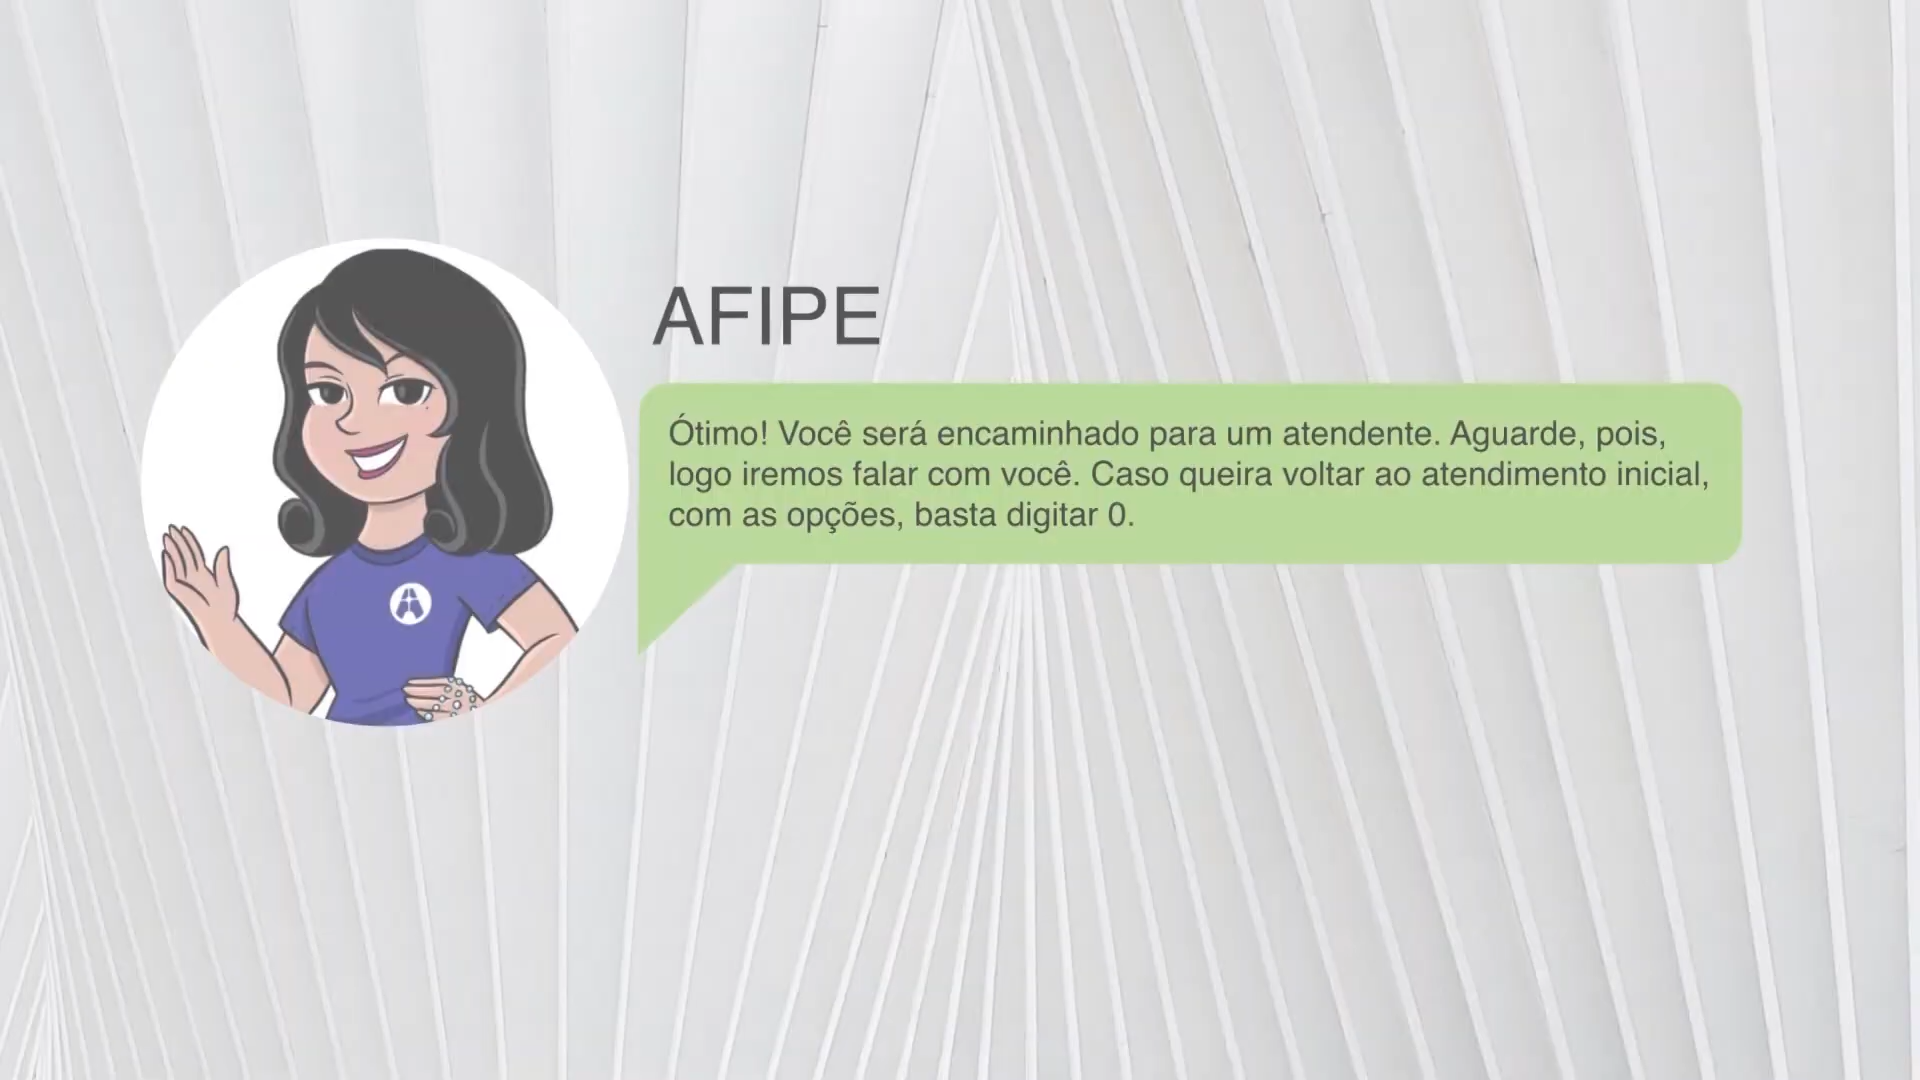 AFIPE
Ótimo! Você será encaminhado para um atendente. Aguarde, pois,
logo iremos falar com você. Caso queira voltar ao atendimento inicial,
com as opções, basta digitar 0.